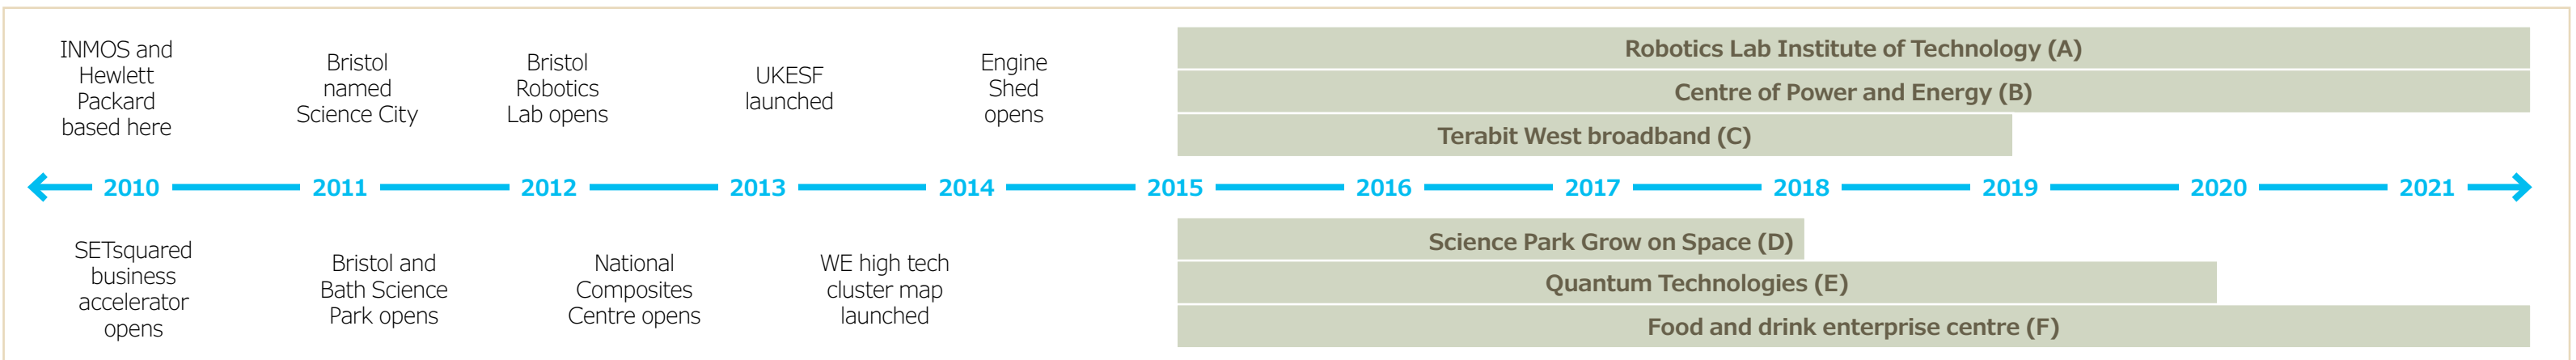 INMOS and
Hewlett
Packard
based here
Bristol
named
Science City
Bristol
Robotics
Lab opens
UKESF
launched
Engine
Shed
opens
Robotics Lab Institute of Technology (A)
Centre of Power and Energy (B)
Terabit West broadband (C)
2010 2011 2012 2013 2014 2015 2016 2017 2018 2019 2020 2021
SETsquared
business
accelerator
opens
Bristol and
Bath Science
Park opens
National
Composites
Centre opens
WE high tech
cluster map
launched
Science Park Grow on Space (D)
Quantum Technologies (E)
Food and drink enterprise centre (F)